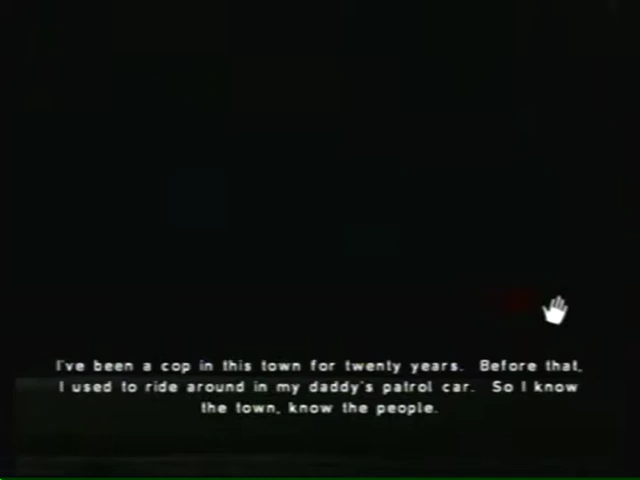 I've been a cop in this town for twenty years. Before that,
I used to ride around in my daddy's patrol car. So I know
the town, know the people.